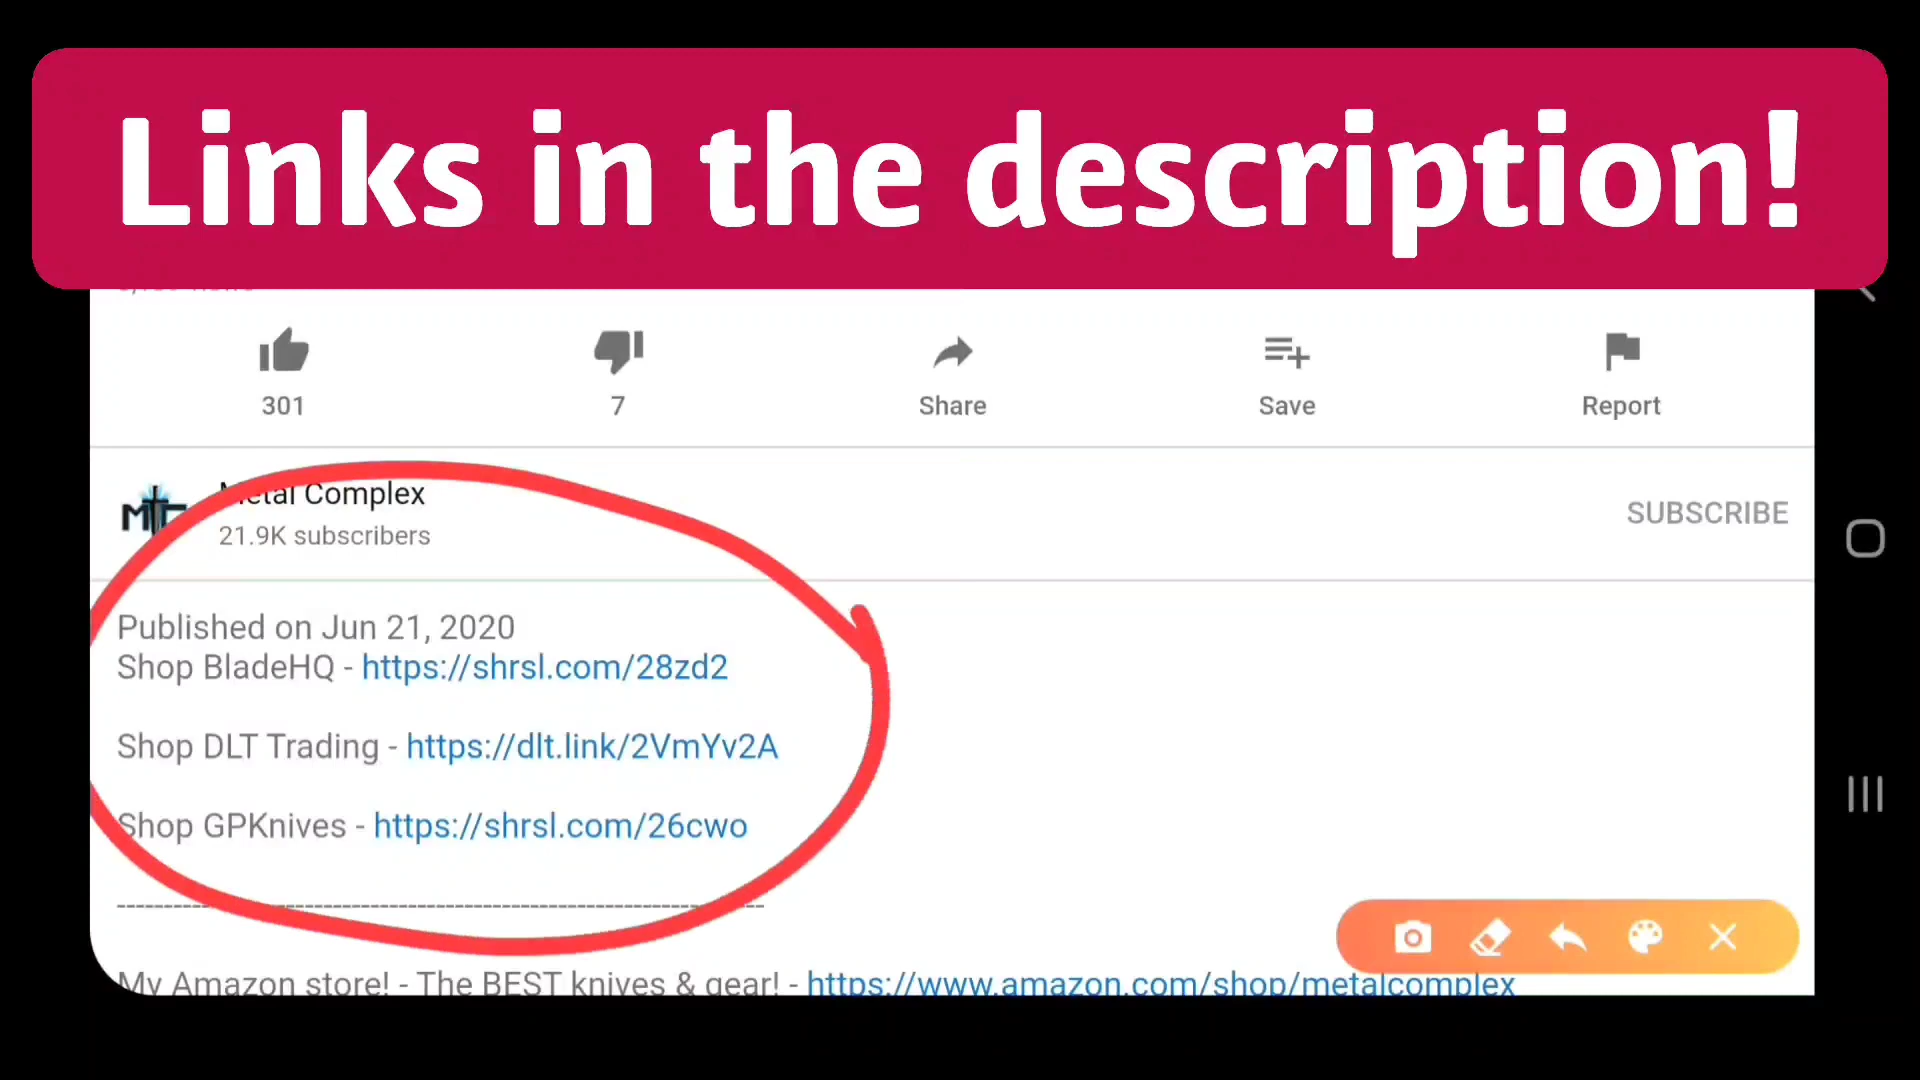 Links in the description!
301
7
Share
Save
Report
Metal Complex
21.9K subscribers
SUBSCRIBE
Published on Jun 21, 2020
Shop BladeHQ - https://shrsl.com/28zd2
Shop DLT Trading - https://dlt.link/2VmYv2A
Shop GPKnives - https://shrsl.com/26cwo
My Amazon store! - The BEST knives & gear! - https://www.amazon.com/shop/metalcomplex